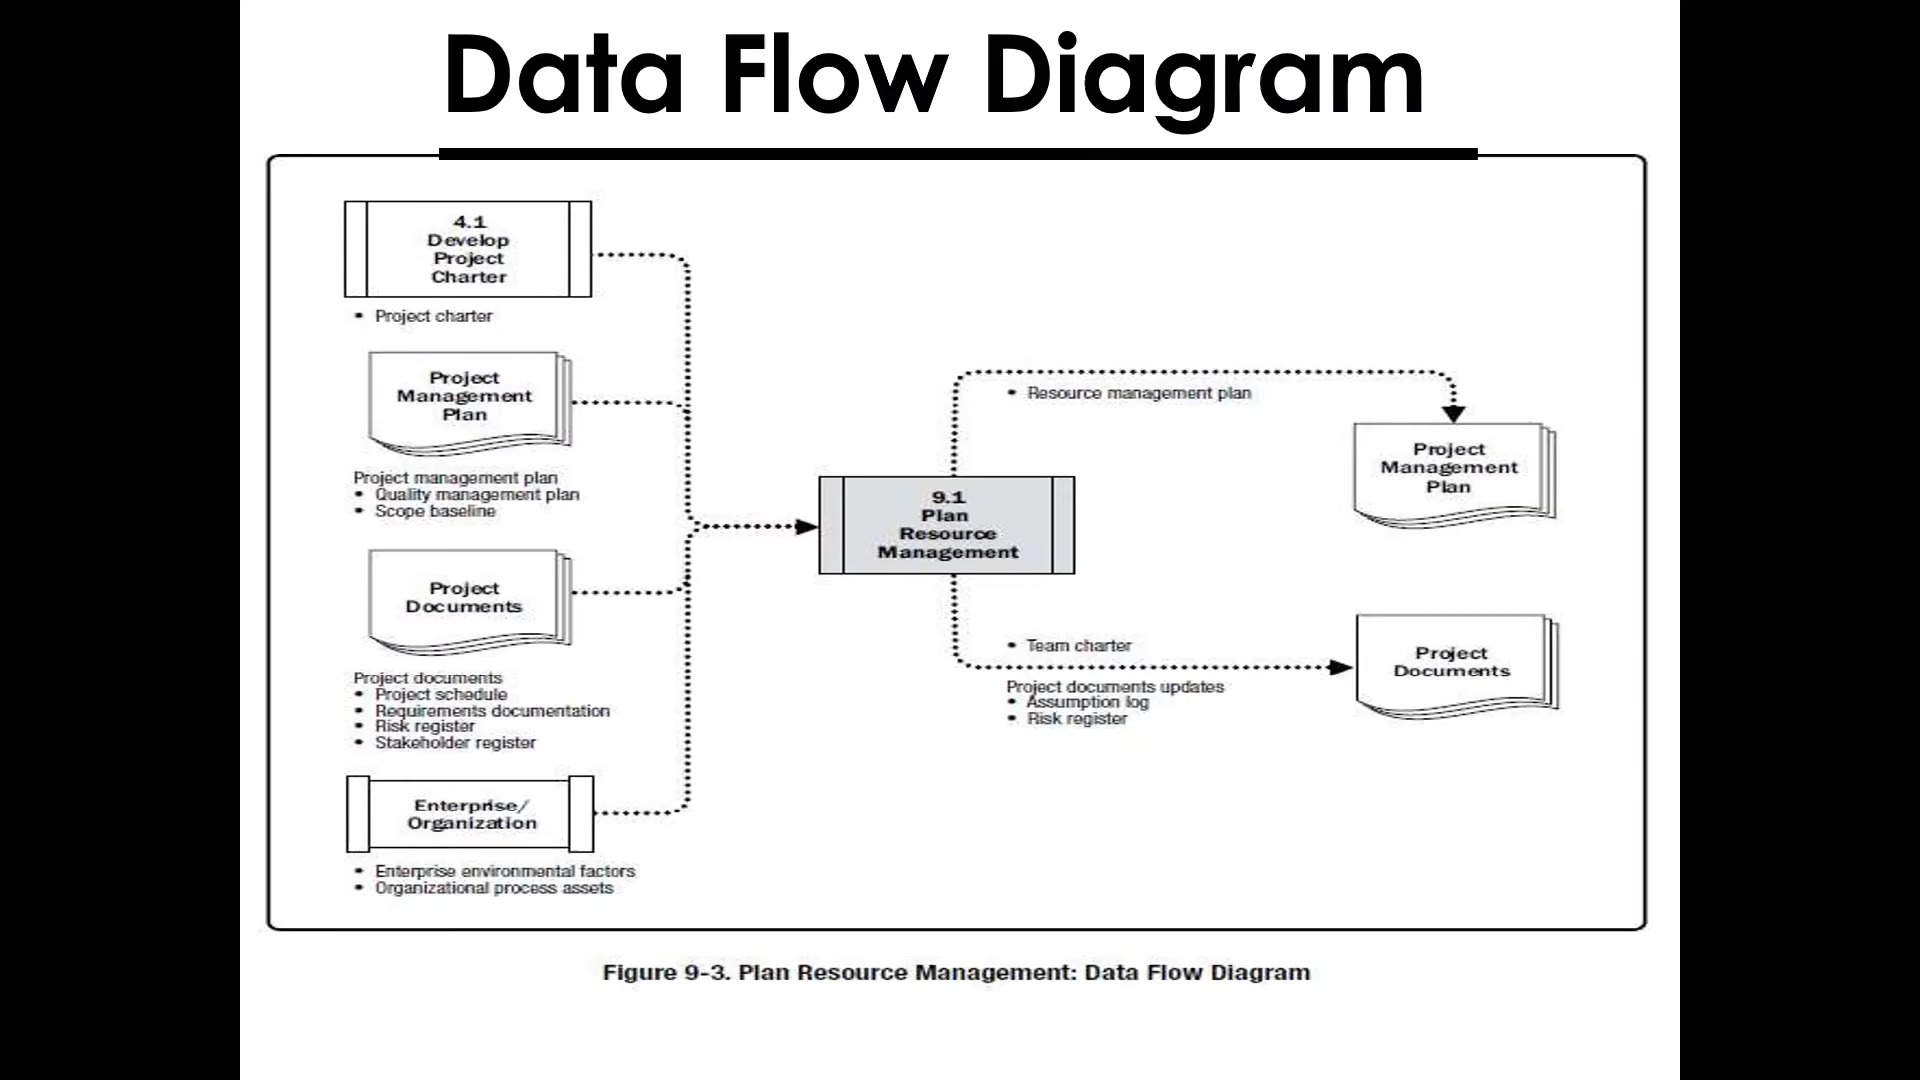 Data Flow Diagram
4.1
Develop
Project
Charter
• Project charter
Project
Management
Plan
Project management plan
• Quality management plan
• Scope baseline
Project
Documents
Project documents
• Project schedule
• Requirements documentation
• Risk register
• Stakeholder register
Enterprise/
Organization
• Enterprise environmental factors
• Organizational process assets
9.1
Plan
Resource
Management
• Resource management plan
Project
Management
Plan
• Team charter
Project documents updates
• Assumption log
• Risk register
Project
Documents
Figure 9-3. Plan Resource Management: Data Flow Diagram